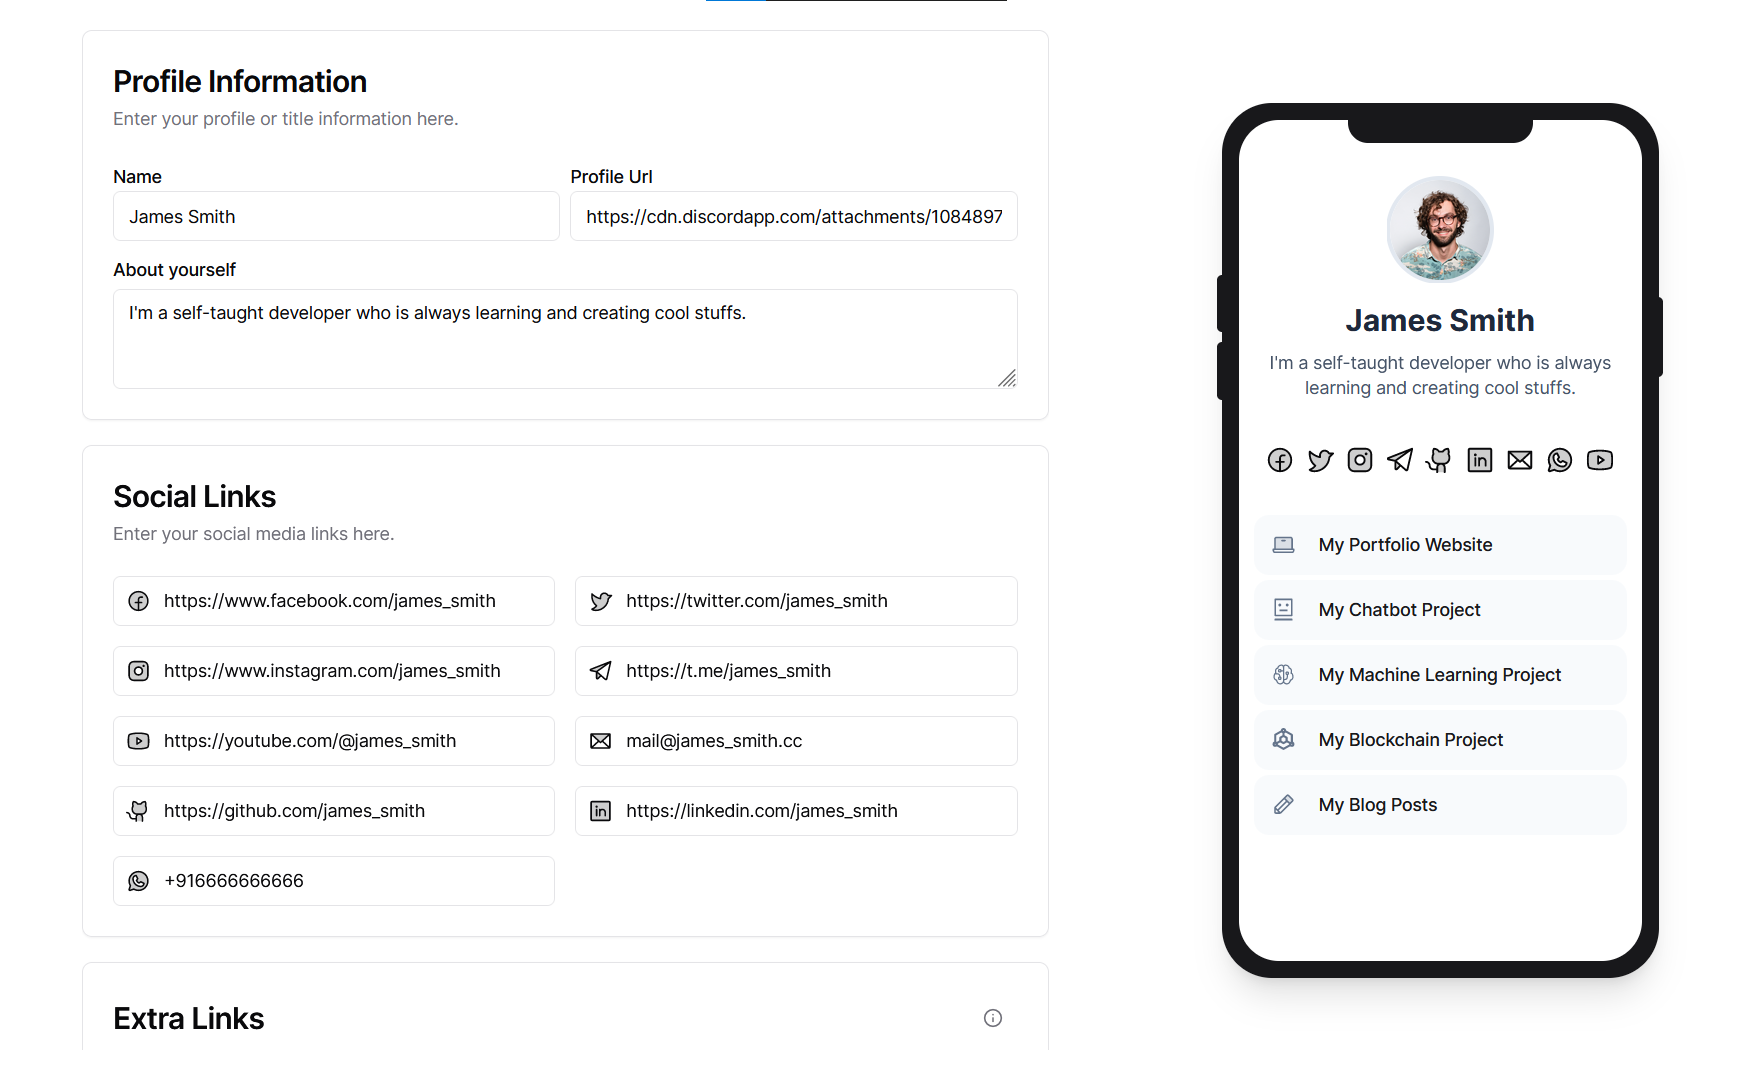 Profile Information
Enter your profile or title information here.
Name
Profile Url
James Smith
https://cdn.discordapp.com/attachments/1084897
About yourself
I'm a self-taught developer who is always learning and creating cool stuffs.
Social Links
Enter your social media links here.
https://www.facebook.com/james_smith
https://twitter.com/james_smith
https://www.instagram.com/james_smith
https://t.me/james_smith
https://youtube.com/@james_smith
mail@james_smith.cc
https://github.com/james_smith
https://linkedin.com/james_smith
+916666666666
Extra Links
James Smith
I'm a self-taught developer who is always
learning and creating cool stuffs.
My Portfolio Website
My Chatbot Project
My Machine Learning Project
My Blockchain Project
My Blog Posts